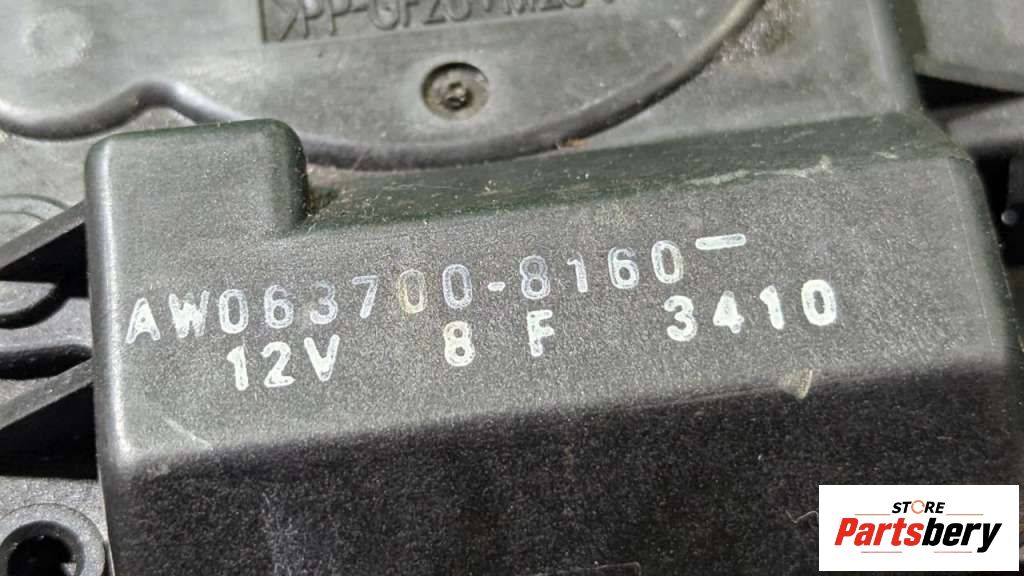 AW063700-8160-
12V 8 F 3410
STORE
Partsbery